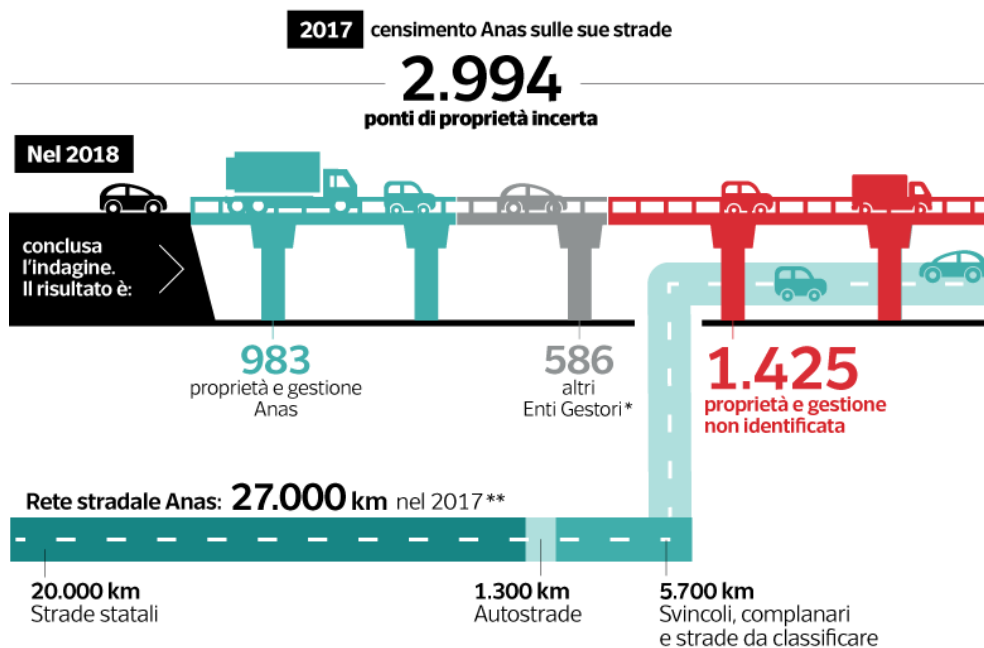 2017 censimento Anas sulle sue strade
2.994
ponti di proprietà incerta
Nel 2018
conclusa
l'indagine.
Il risultato è:
983
proprietà e gestione
Anas
586
altri
Enti Gestori*
1.425
proprietà e gestione
non identificata
Rete stradale Anas: 27.000 km nel 2017**
20.000 km
Strade statali
1.300 km
Autostrade
5.700 km
Svincoli, complanari
e strade da classificare